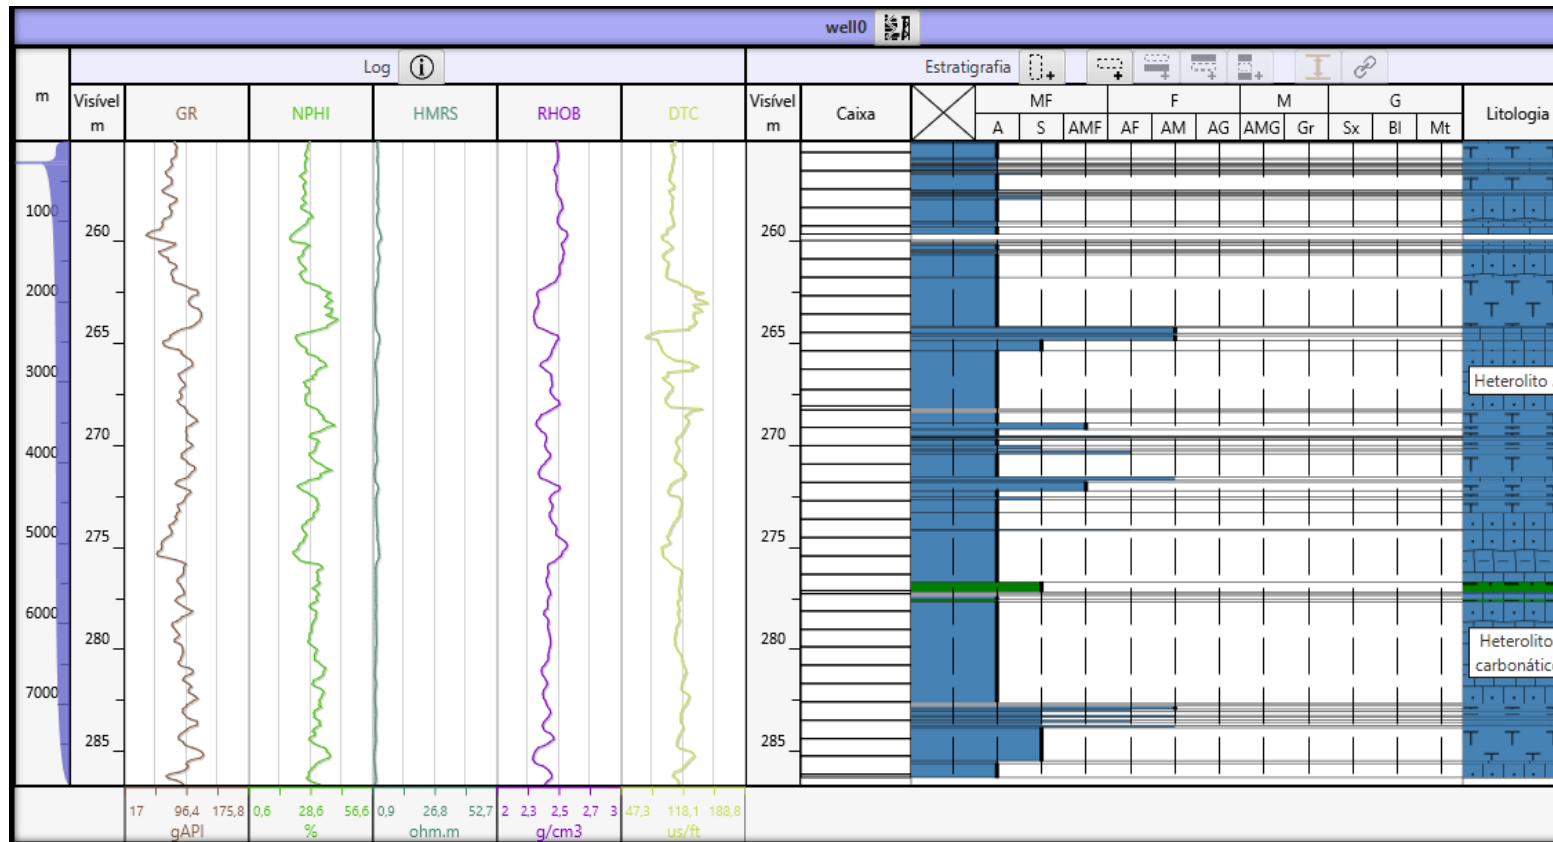 well0
Log
Estratigrafia
m
Visível
m
GR
NPHI
HMRS
RHOB
DTC
Visível
m
Caixa
MF F M G
A S AMF AF AM AG AMG Gr Sx Bl Mt
Litologia
1000
2000
3000
4000
5000
6000
7000
260
265
270
275
280
285
260
265
270
275
280
285
Heterolito
Heterolito
carbonátic
17 96,4 175,8
gAPI
0,6 28,6 56,6
%
0,9 26,8 52,7
ohm.m
2 2,3 2,5 2,7 3
g/cm3
47,3 118,1 188,8
us/ft